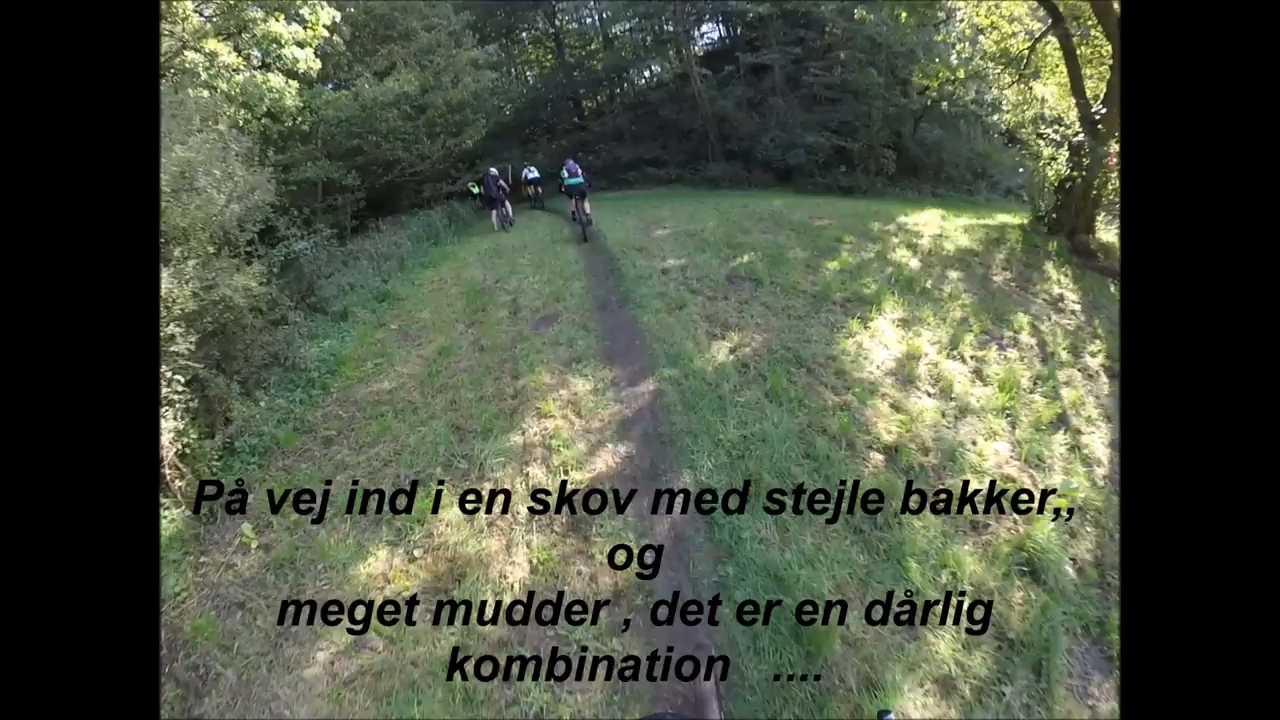 På vej ind i en skov med stejle bakker,,
og
meget mudder , det er en dårlig
kombination ....